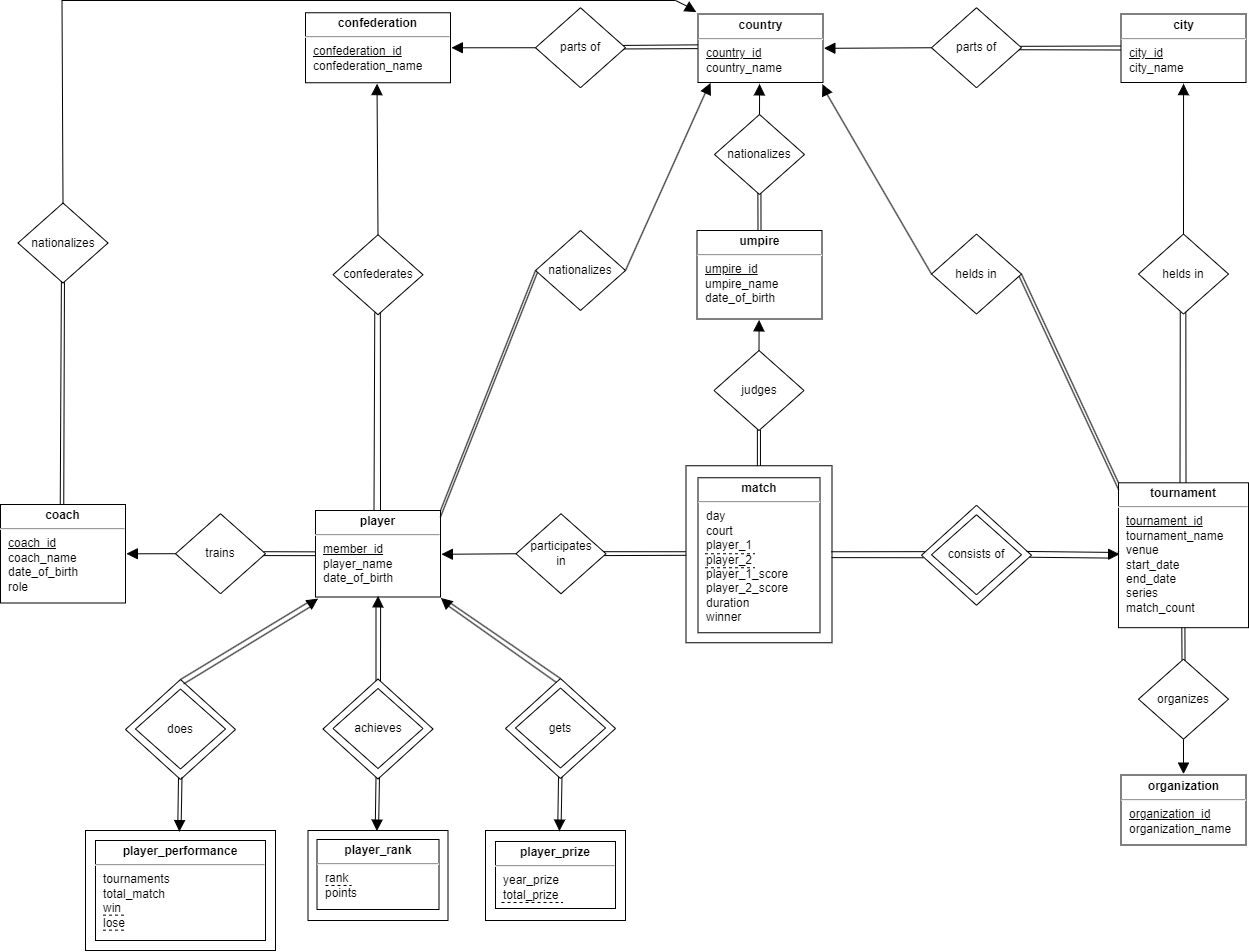 confederation
confederation_id
confederation_name
parts of
country
country_id
country_name
parts of
city
city_id
city_name
nationalizes
nationalizes
confederates
nationalizes
umpire
umpire_id
umpire_name
date_of_birth
helds in
helds in
judges
coach
coach_id
coach_name
date_of_birth
role
trains
player
member_id
player_name
date_of_birth
participates
in
match
day
court
player_1
player_2
player_1_score
player_2_score
duration
winner
consists of
tournament
tournament_id
tournament_name
venue
start_date
end_date
series
match_count
does
achieves
gets
organizes
player_performance
tournaments
total_match
win
lose
player_rank
rank
points
player_prize
year_prize
total_prize
organization
organization_id
organization_name